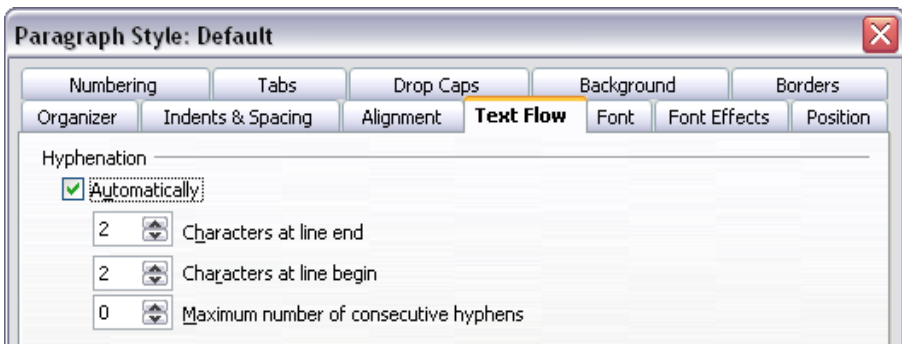 Paragraph Style: Default
Numbering Tabs Drop Caps Background Borders
Organizer Indents & Spacing Alignment Text Flow Font Font Effects Position
Hyphenation
Automatically
2 Characters at line end
2 Characters at line begin
0 Maximum number of consecutive hyphens